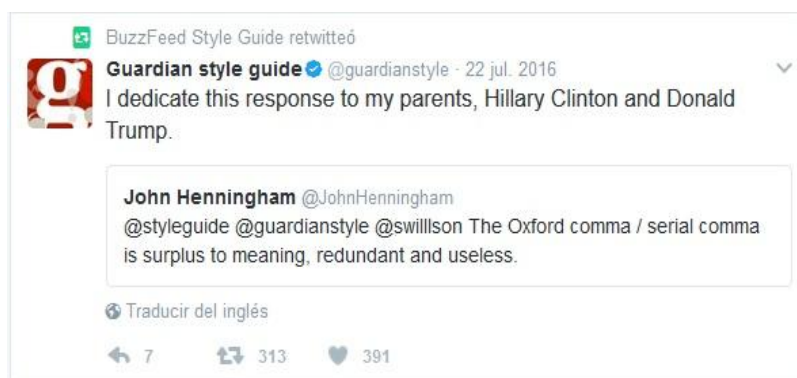 BuzzFeed Style Guide retwitteó
Guardian style guide @guardianstyle · 22 jul. 2016
I dedicate this response to my parents, Hillary Clinton and Donald
Trump.
John Henningham @JohnHenningham
@styleguide @guardianstyle @swilllson The Oxford comma / serial comma
is surplus to meaning, redundant and useless.
Traducir del inglés
7 313 391